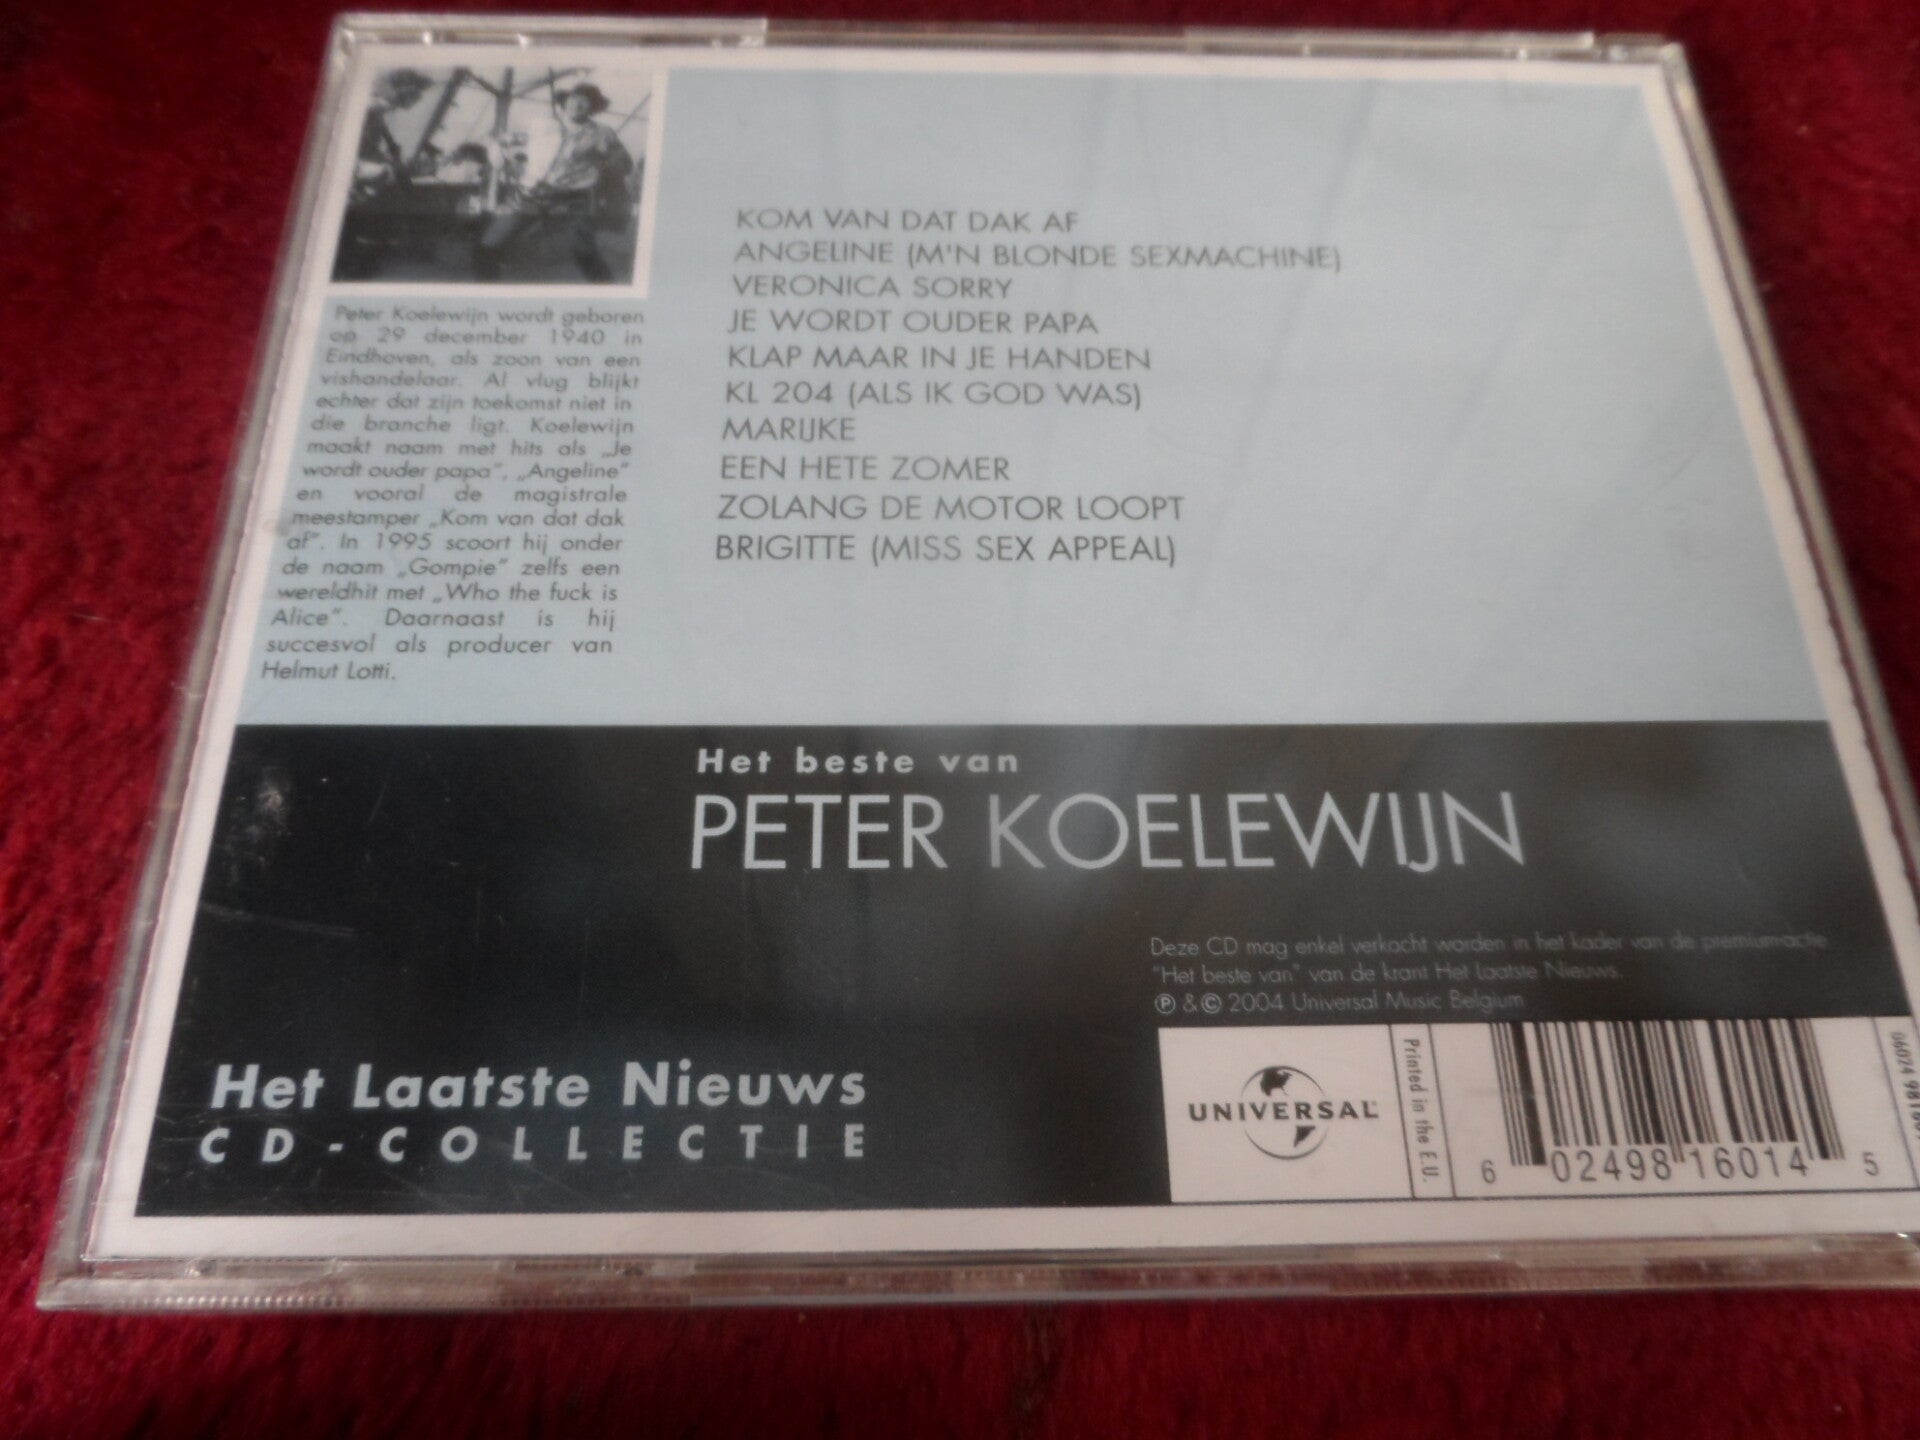 KOM VAN DAT DAK AF
ANGELINE (M'N BLONDE SEXMACHINE)
VERONICA SORRY
JE WORDT OUDER PAPA
KLAP MAAR IN JE HANDEN
KL 204 (ALS IK GOD WAS)
MARIJKE
EEN HETE ZOMER
ZOLANG DE MOTOR LOOPT
BRIGITTE (MISS SEX APPEAL)
Peter Koelewijn wordt geboren
op 29 december 1940 in
Eindhoven, als zoon van een
vishandelaar. Al vlug blijkt
echter dat zijn toekomst niet in
die branche ligt. Koelewijn
maakt naam met hits als „Je
wordt ouder papa”, „Angeline”
en vooral de magistrale
meestamper „Kom van dat dak
af”. In 1995 scoort hij onder
de naam „Gompie” zelfs een
wereldhit met „Who the fuck is
Alice”. Daarnaast is hij
succesvol als producer van
Helmut Lotti.
Het beste van
PETER KOELEWIJN
Deze CD mag enkel verkocht worden in het kader van de premium-actie
"Het beste van" van de krant Het Laatste Nieuws.
℗ & © 2004 Universal Music Belgium
Het Laatste Nieuws
CD-COLLECTIE
UNIVERSAL
Printed in the E.U.
6 02498 16014 5